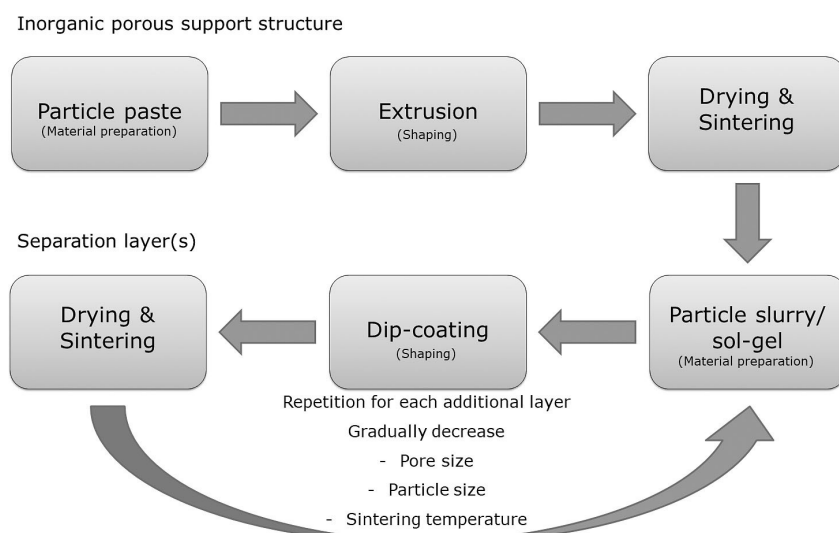 Inorganic porous support structure
Particle paste
(Material preparation)
Extrusion
(Shaping)
Drying &
Sintering
Separation layer(s)
Drying &
Sintering
Dip-coating
(Shaping)
Particle slurry/
sol-gel
(Material preparation)
Repetition for each additional layer
Gradually decrease
- Pore size
- Particle size
- Sintering temperature